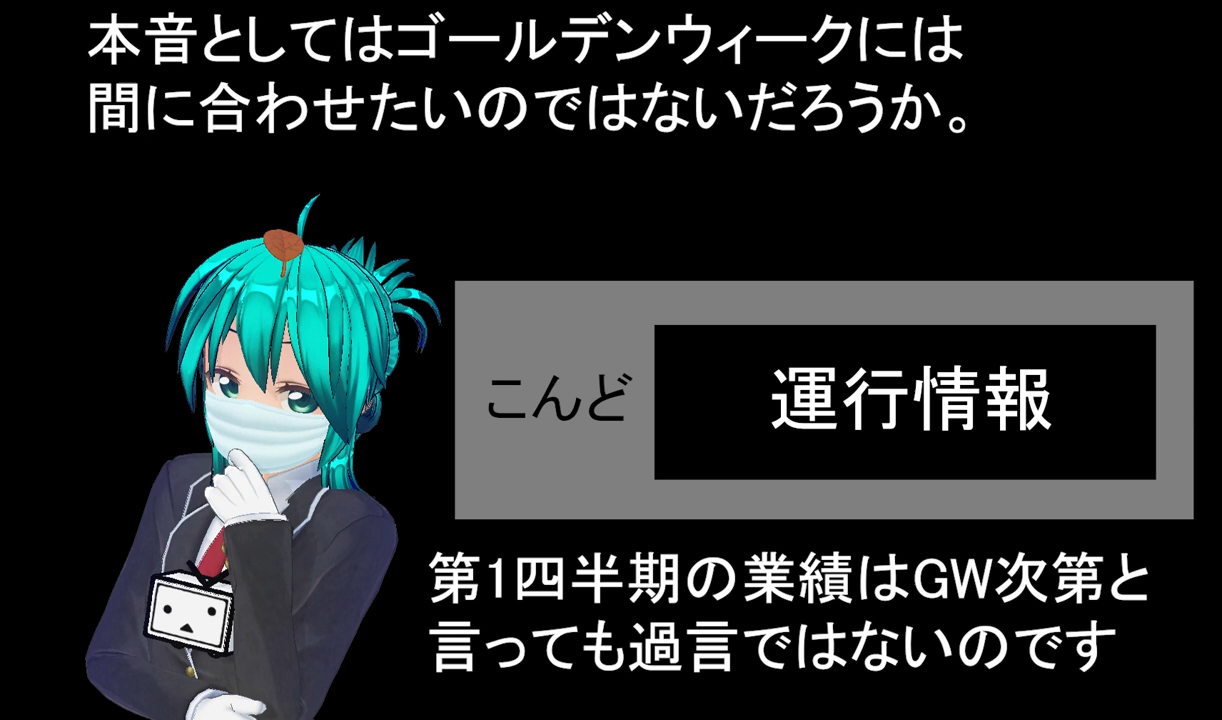 本音としてはゴールデンウィークには
間に合わせたいのではないだろうか。
こんど
運行情報
第1四半期の業績はGW次第と
言っても過言ではないのです